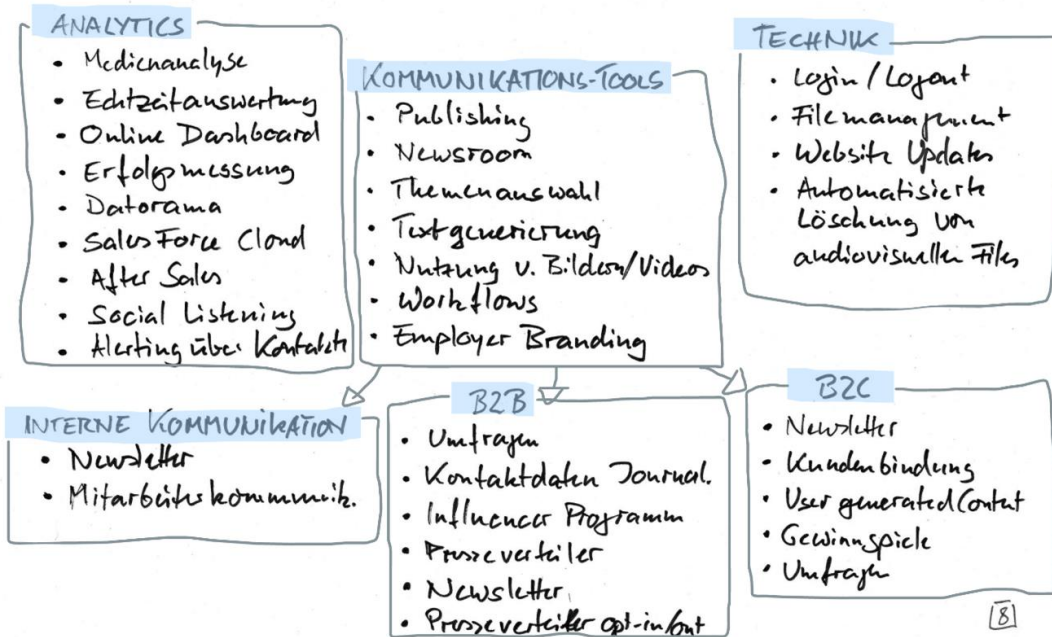 ANALYTICS
• Medienanalyse
• Echtzeitauswertung
• Online Dashboard
• Erfolgsmessung
• Datorama
• Sales Force Cloud
• After Sales
• Social Listening
• Alerting über Kontakte
KOMMUNIKATIONS-TOOLS
• Publishing
• Newsroom
• Themenauswahl
• Textgenerierung
• Nutzung v. Bildern/Videos
• Workflows
• Employer Branding
TECHNIK
• Login/Logout
• Filemanagement
• Website Updates
• Automatisierte
Löschung von
audiovisuellen Files
INTERNE KOMMUNIKATION
• Newsletter
• Mitarbeiterkommunik.
B2B
• Umfragen
• Kontaktdaten Journal.
• Influencer Programm
• Presseverteiler
• Newsletter
• Presseverteiler opt-in/out
B2C
• Newsletter
• Kundenbindung
• User generated Content
• Gewinnspiele
• Umfragen
8